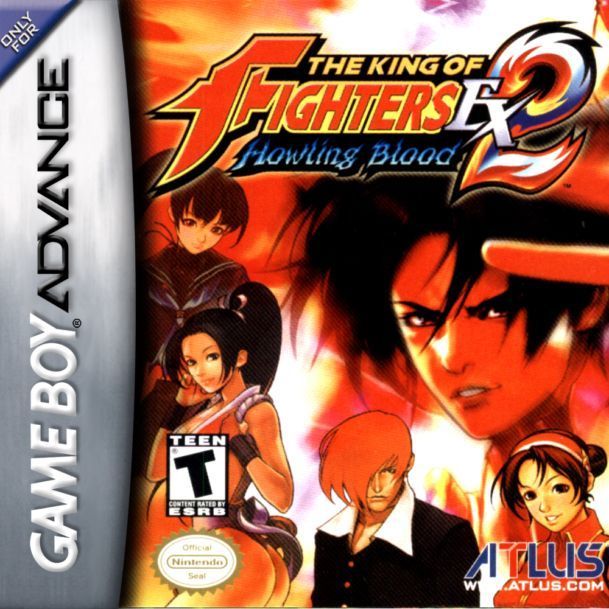 ONLY
FOR
GAME BOY ADVANCE
®
THE KING OF
FIGHTERS EX2
Howling Blood
TM
TEEN
T
®
CONTENT RATED BY
ESRB
Official
Nintendo
Seal
ATLUS
WWW.ATLUS.COM